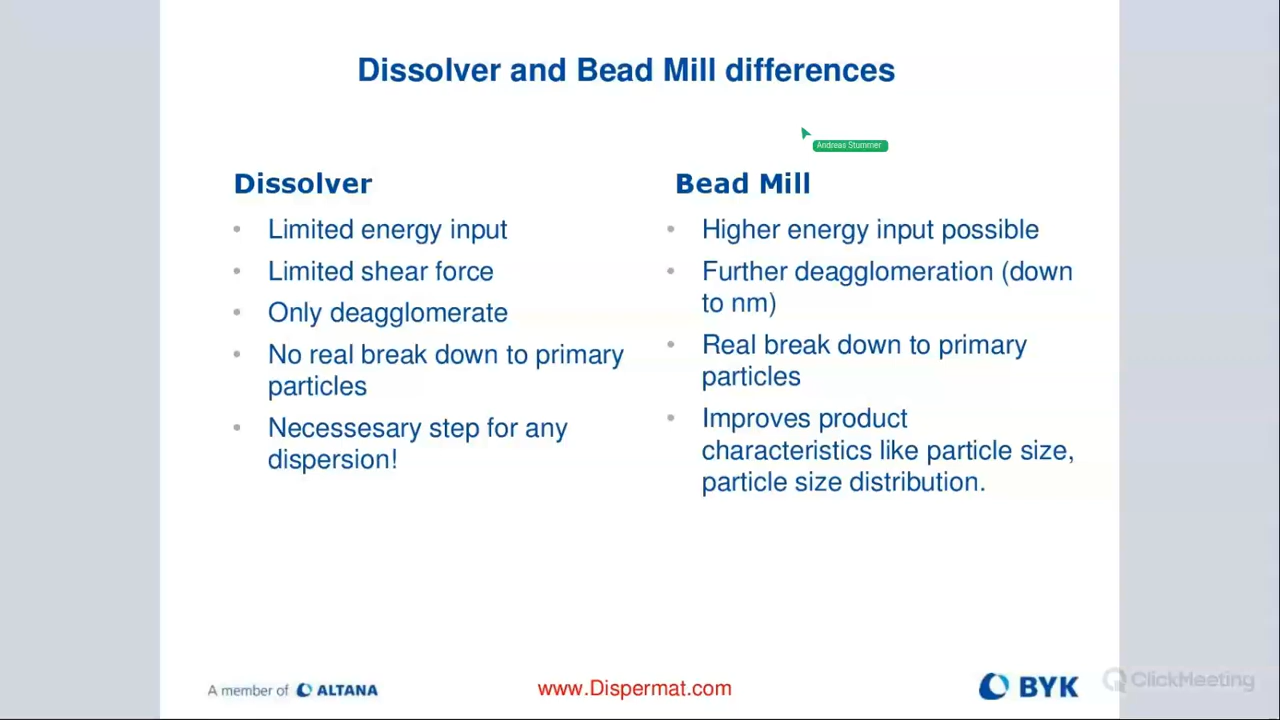 Dissolver and Bead Mill differences
Andreas Stummer
Dissolver
• Limited energy input
• Limited shear force
• Only deagglomerate
• No real break down to primary
particles
• Necessesary step for any
dispersion!
Bead Mill
• Higher energy input possible
• Further deagglomeration (down
to nm)
• Real break down to primary
particles
• Improves product
characteristics like particle size,
particle size distribution.
A member of ALTANA
www.Dispermat.com
BYK
ClickMeeting